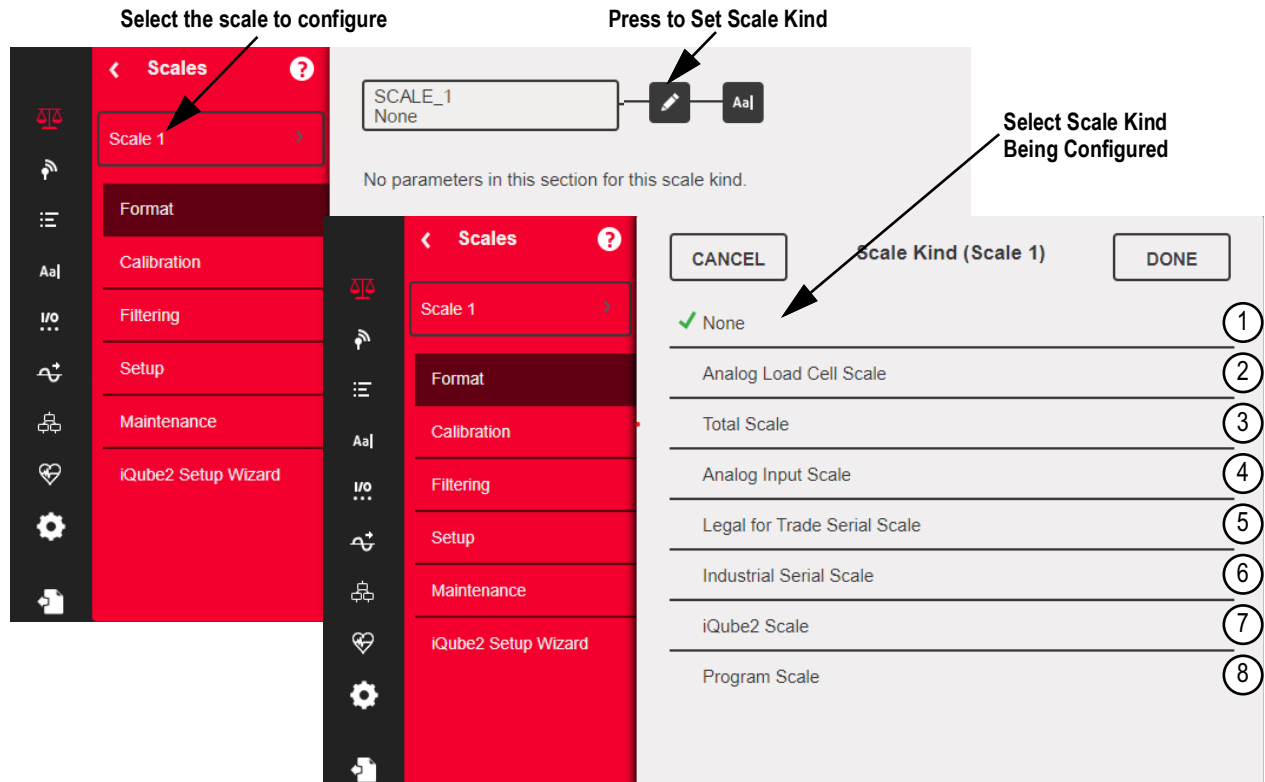 Select the scale to configure
Press to Set Scale Kind
Scales
?
Scale 1
Format
Calibration
Filtering
Setup
Maintenance
iQube2 Setup Wizard
Aa
I/O
SCALE_1
None
Aa
No parameters in this section for this scale kind.
Select Scale Kind
Being Configured
Scales
?
Scale 1
Format
Calibration
Filtering
Setup
Maintenance
iQube2 Setup Wizard
Aa
I/O
CANCEL
Scale Kind (Scale 1)
DONE
None 1
Analog Load Cell Scale 2
Total Scale 3
Analog Input Scale 4
Legal for Trade Serial Scale 5
Industrial Serial Scale 6
iQube2 Scale 7
Program Scale 8